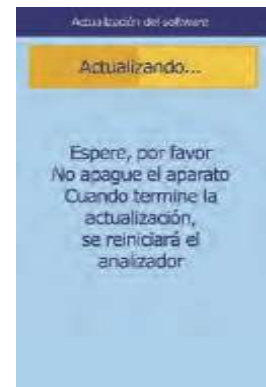 Actualización del software
Actualizando...
Espere, por favor
No apague el aparato
Cuando termine la
actualización,
se reiniciará el
analizador